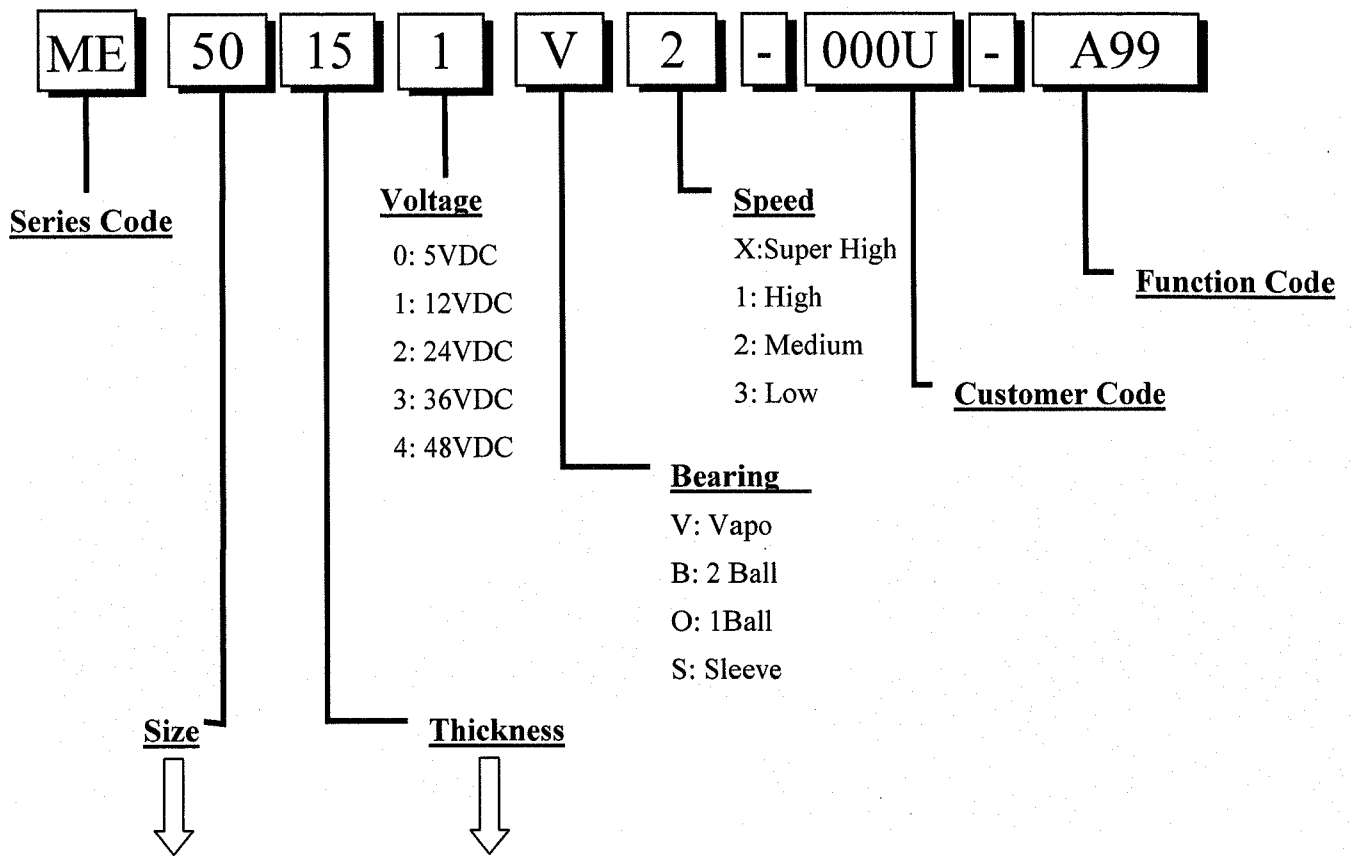 ME 50 15 1 V 2 - 000U - A99
Series Code
Voltage
0: 5VDC
1: 12VDC
2: 24VDC
3: 36VDC
4: 48VDC
Speed
X:Super High
1: High
2: Medium
3: Low
Function Code
Customer Code
Bearing
V: Vapo
B: 2 Ball
O: 1Ball
S: Sleeve
Size
Thickness